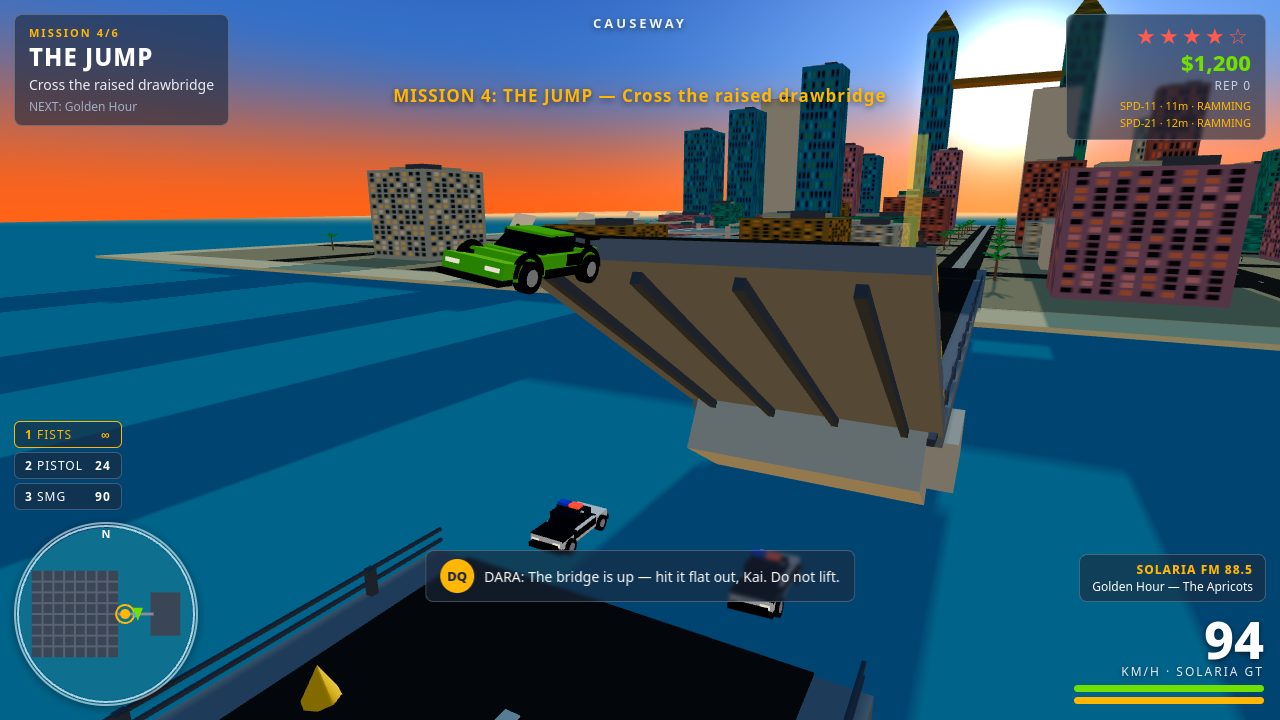 MISSION 4/6
THE JUMP
Cross the raised drawbridge
NEXT: Golden Hour
CAUSEWAY
MISSION 4: THE JUMP — Cross the raised drawbridge
★★★★☆
$1,200
REP 0
SPD-11 · 11m · RAMMING
SPD-21 · 12m · RAMMING
1 FISTS ∞
2 PISTOL 24
3 SMG 90
N
DQ DARA: The bridge is up — hit it flat out, Kai. Do not lift.
SOLARIA FM 88.5
Golden Hour — The Apricots
94
KM/H · SOLARIA GT